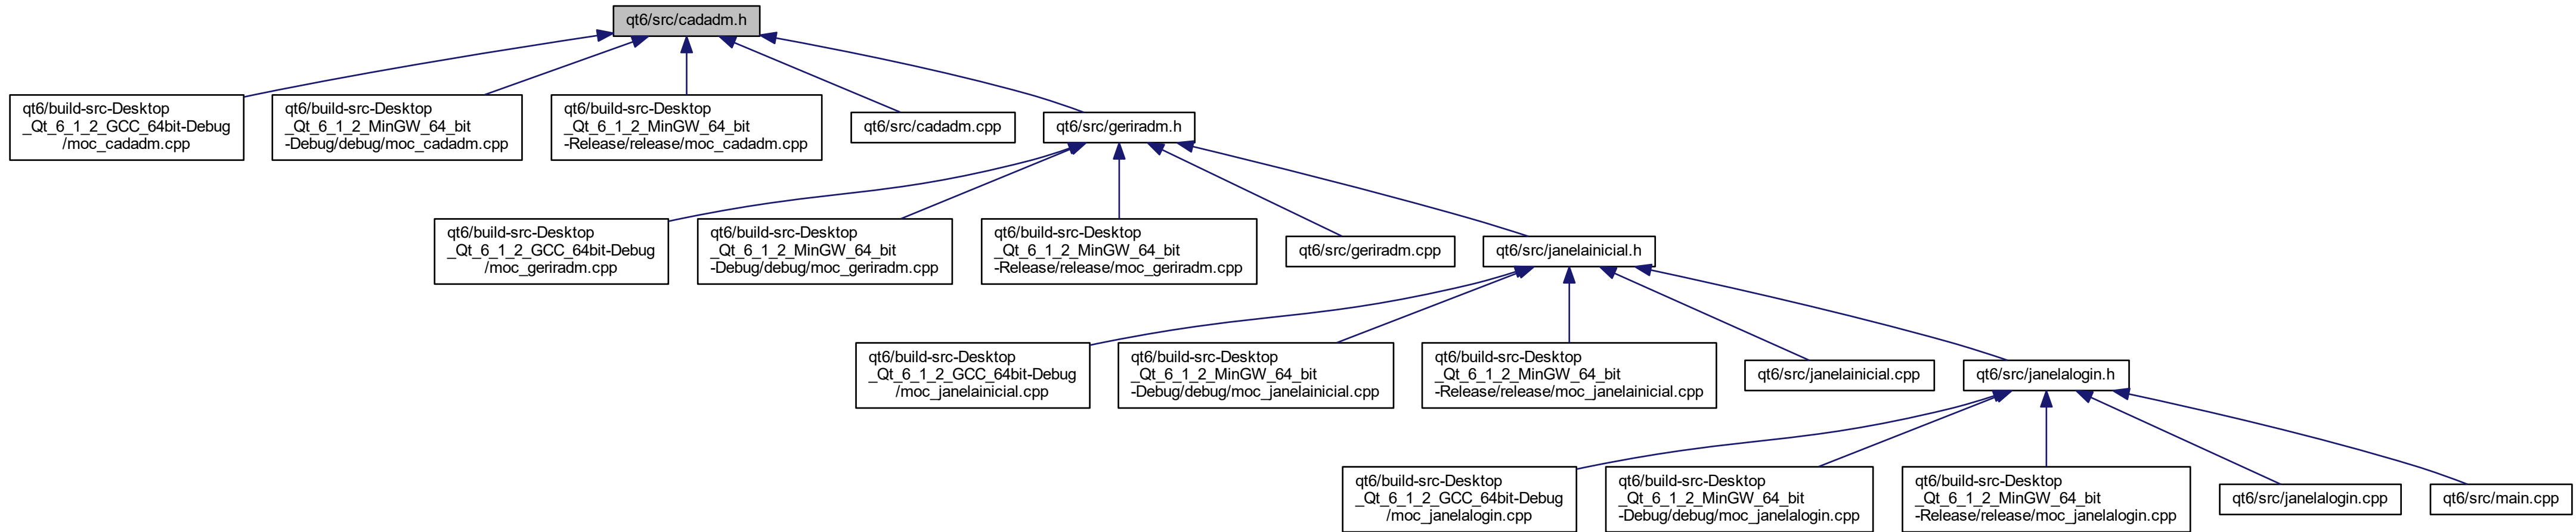 qt6/src/cadadm.h
qt6/build-src-Desktop
_Qt_6_1_2_GCC_64bit-Debug
/moc_cadadm.cpp
qt6/build-src-Desktop
_Qt_6_1_2_MinGW_64_bit
-Debug/debug/moc_cadadm.cpp
qt6/build-src-Desktop
_Qt_6_1_2_MinGW_64_bit
-Release/release/moc_cadadm.cpp
qt6/src/cadadm.cpp
qt6/src/geriradm.h
qt6/build-src-Desktop
_Qt_6_1_2_GCC_64bit-Debug
/moc_geriradm.cpp
qt6/build-src-Desktop
_Qt_6_1_2_MinGW_64_bit
-Debug/debug/moc_geriradm.cpp
qt6/build-src-Desktop
_Qt_6_1_2_MinGW_64_bit
-Release/release/moc_geriradm.cpp
qt6/src/geriradm.cpp
qt6/src/janelainicial.h
qt6/build-src-Desktop
_Qt_6_1_2_GCC_64bit-Debug
/moc_janelainicial.cpp
qt6/build-src-Desktop
_Qt_6_1_2_MinGW_64_bit
-Debug/debug/moc_janelainicial.cpp
qt6/build-src-Desktop
_Qt_6_1_2_MinGW_64_bit
-Release/release/moc_janelainicial.cpp
qt6/src/janelainicial.cpp
qt6/src/janelalogin.h
qt6/build-src-Desktop
_Qt_6_1_2_GCC_64bit-Debug
/moc_janelalogin.cpp
qt6/build-src-Desktop
_Qt_6_1_2_MinGW_64_bit
-Debug/debug/moc_janelalogin.cpp
qt6/build-src-Desktop
_Qt_6_1_2_MinGW_64_bit
-Release/release/moc_janelalogin.cpp
qt6/src/janelalogin.cpp
qt6/src/main.cpp